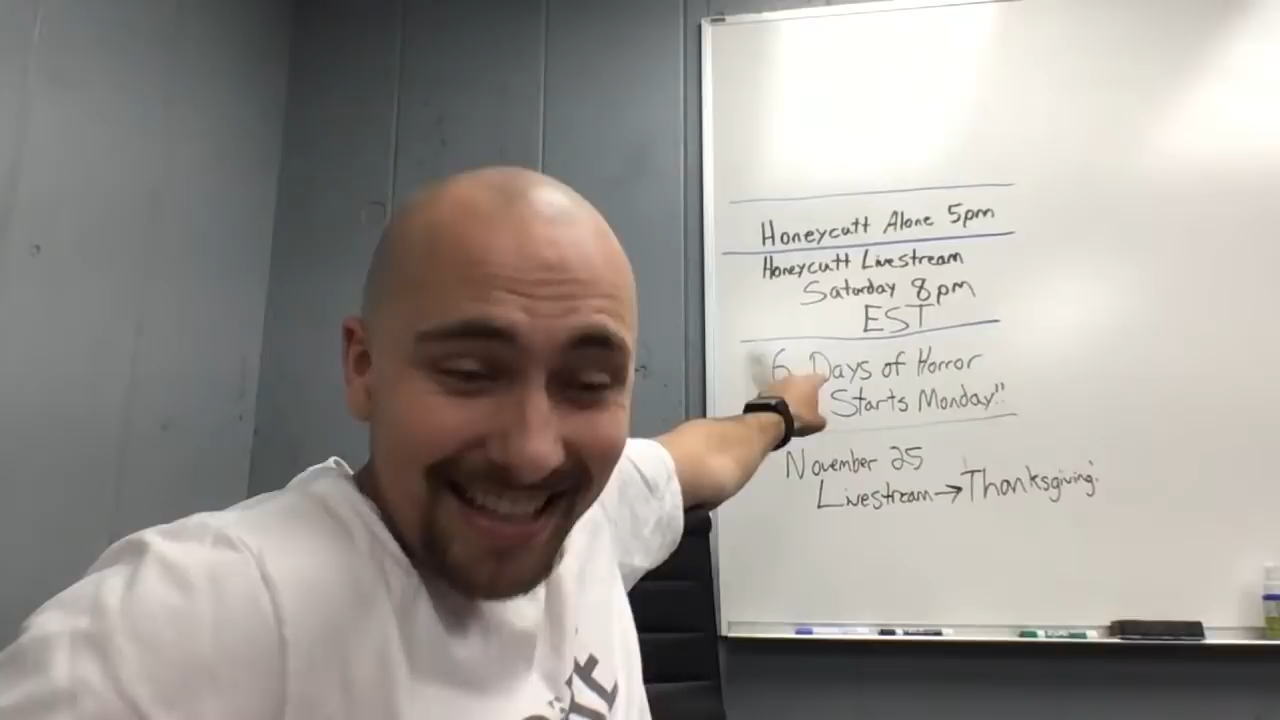 Honeycutt Alone 5pm
Honeycutt Livestream
Saturday 8pm
EST
6 Days of Horror
Starts Monday"
November 25
Livestream→Thanksgiving.